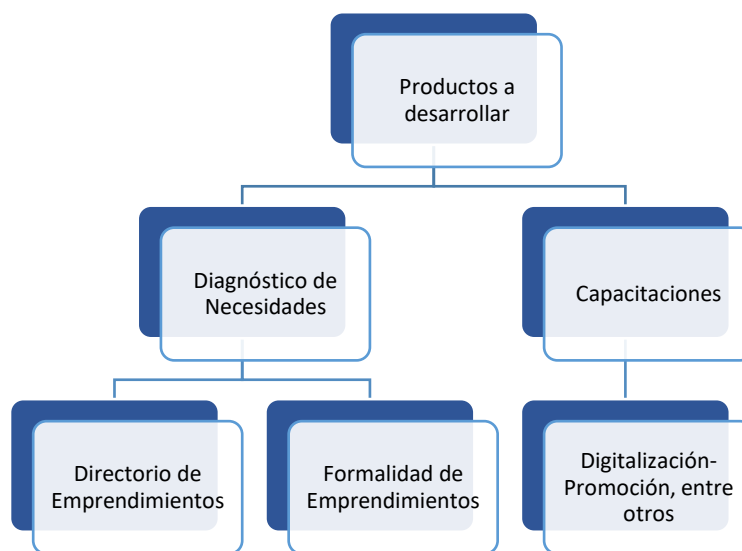 Productos a
desarrollar
Diagnóstico de
Necesidades
Capacitaciones
Directorio de
Emprendimientos
Formalidad de
Emprendimientos
Digitalización-
Promoción, entre
otros